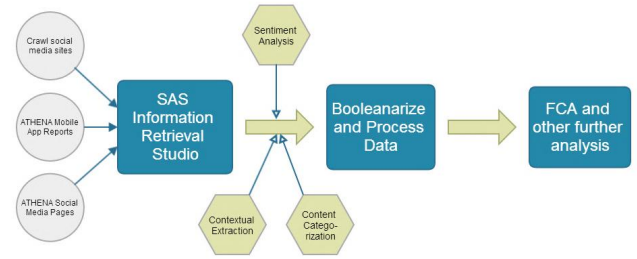 Crawl social
media sites
ATHENA Mobile
App Reports
ATHENA Social
Media Pages
SAS
Information
Retrieval
Studio
Sentiment
Analysis
Contextual
Extraction
Content
Catego-
rization
Booleanarize
and Process
Data
FCA and
other further
analysis